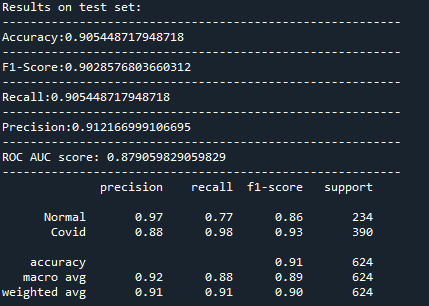 Results on test set:
---------------------------------------------------------
Accuracy:0.905448717948718
---------------------------------------------------------
F1-Score:0.9028576803660312
---------------------------------------------------------
Recall:0.905448717948718
---------------------------------------------------------
Precision:0.912166999106695
---------------------------------------------------------
ROC AUC score: 0.879059829059829
---------------------------------------------------------
precision recall f1-score support
Normal 0.97 0.77 0.86 234
Covid 0.88 0.98 0.93 390
accuracy 0.91 624
macro avg 0.92 0.88 0.89 624
weighted avg 0.91 0.91 0.90 624